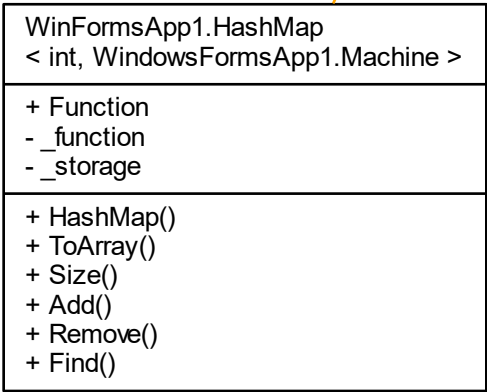 WinFormsApp1.HashMap
< int, WindowsFormsApp1.Machine >
+ Function
- _function
- _storage
+ HashMap()
+ ToArray()
+ Size()
+ Add()
+ Remove()
+ Find()